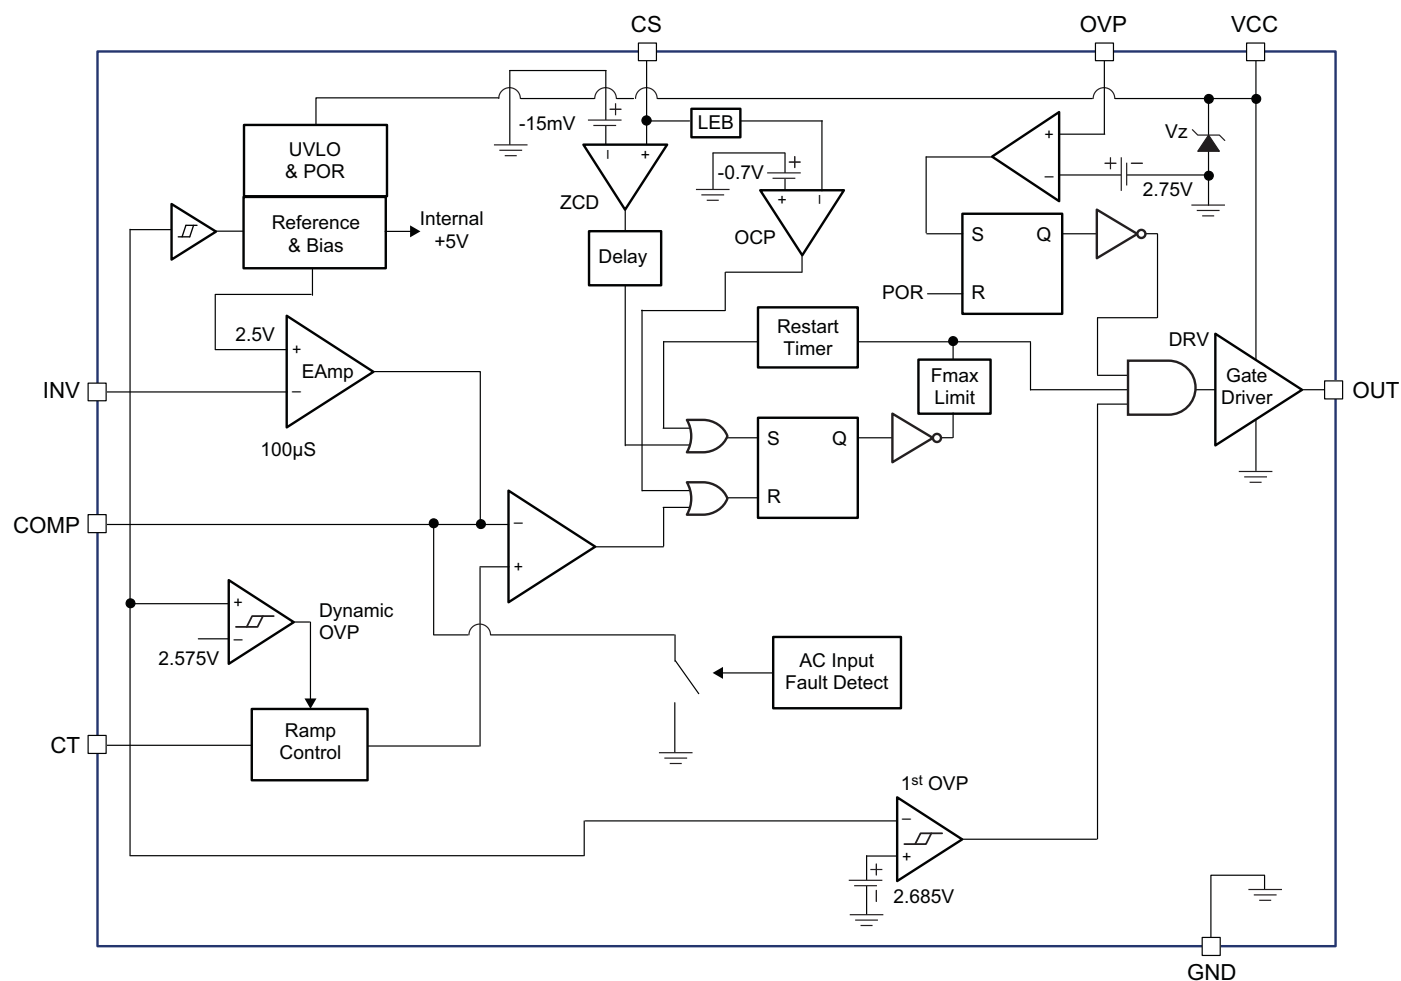 CS
OVP
VCC
-15mV
+
−
+
LEB
Vz
+
−
+
−
2.75V
UVLO
& POR
ZCD
-0.7V
+
+
−
OCP
Reference
& Bias
Internal
+5V
Delay
S
Q
R
POR
2.5V
+
EAmp
−
100µS
INV
Restart
Timer
Fmax
Limit
DRV
Gate
Driver
OUT
S
Q
R
COMP
−
+
+
−
2.575V
Dynamic
OVP
AC Input
Fault Detect
CT
Ramp
Control
1st OVP
−
+
+
−
2.685V
GND